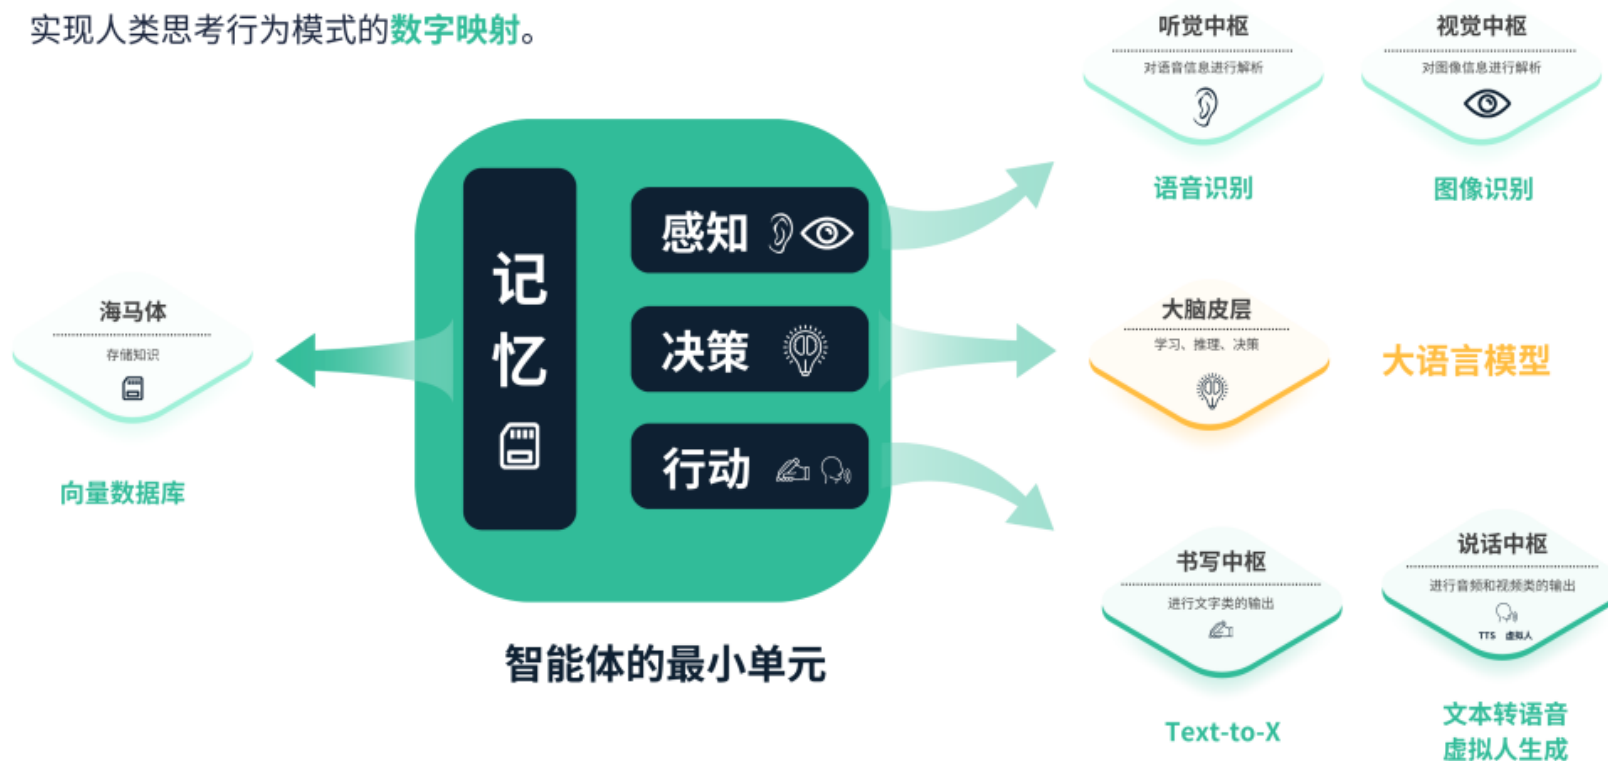 实现人类思考行为模式的数字映射。
听觉中枢
对语音信息进行解析
语音识别
视觉中枢
对图像信息进行解析
图像识别
海马体
存储知识
向量数据库
记
忆
感知
决策
行动
智能体的最小单元
大脑皮层
学习、推理、决策
大语言模型
书写中枢
进行文字类的输出
Text-to-X
说话中枢
进行音频和视频类的输出
TTS 虚拟人
文本转语音
虚拟人生成